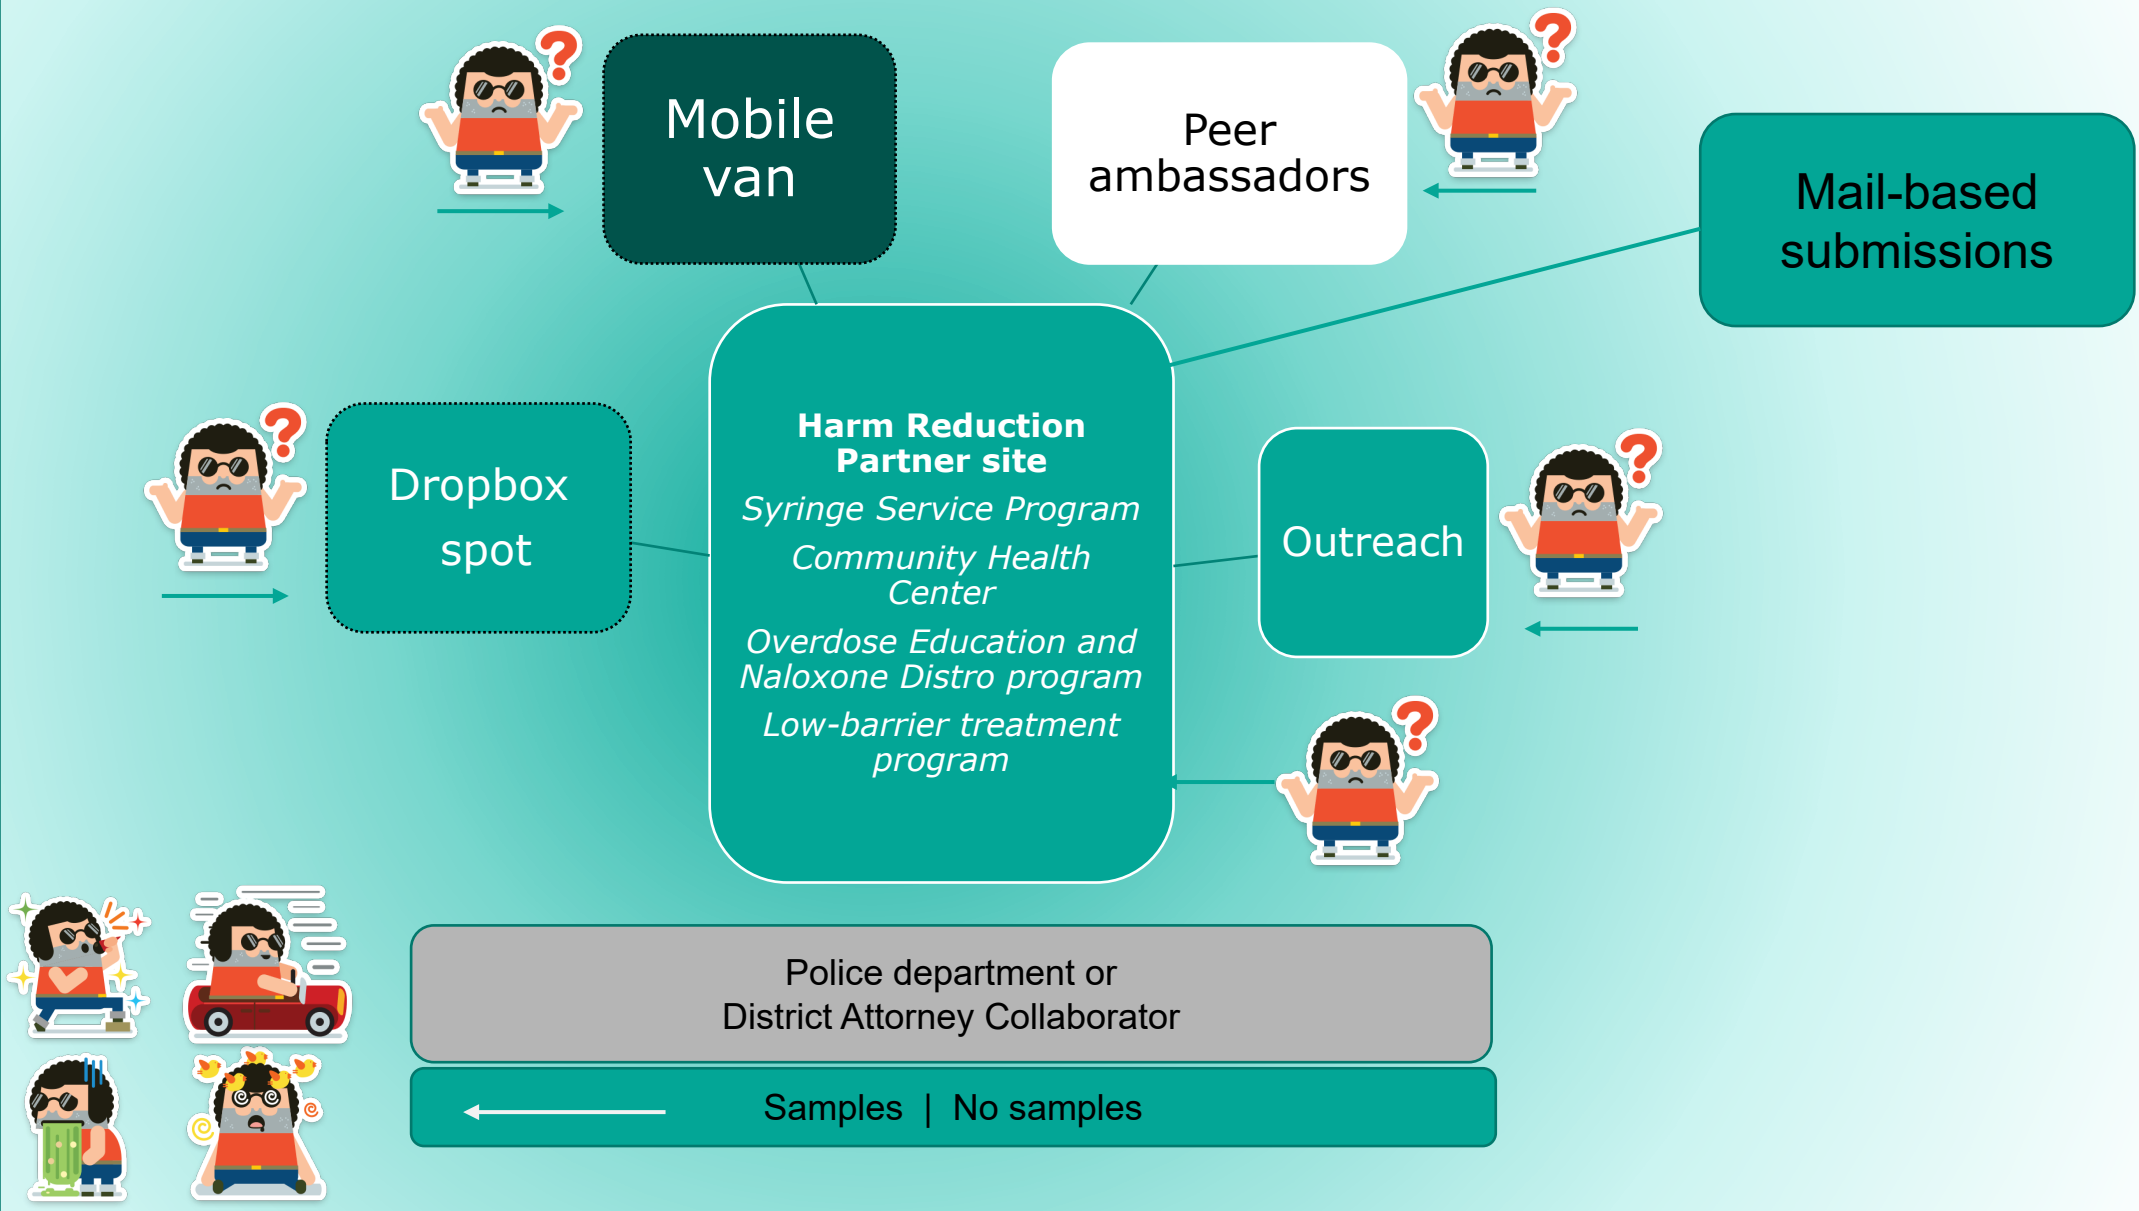 Mobile
van
Peer
ambassadors
Mail-based
submissions
Dropbox
spot
Harm Reduction
Partner site
Syringe Service Program
Community Health
Center
Overdose Education and
Naloxone Distro program
Low-barrier treatment
program
Outreach
Police department or
District Attorney Collaborator
Samples | No samples